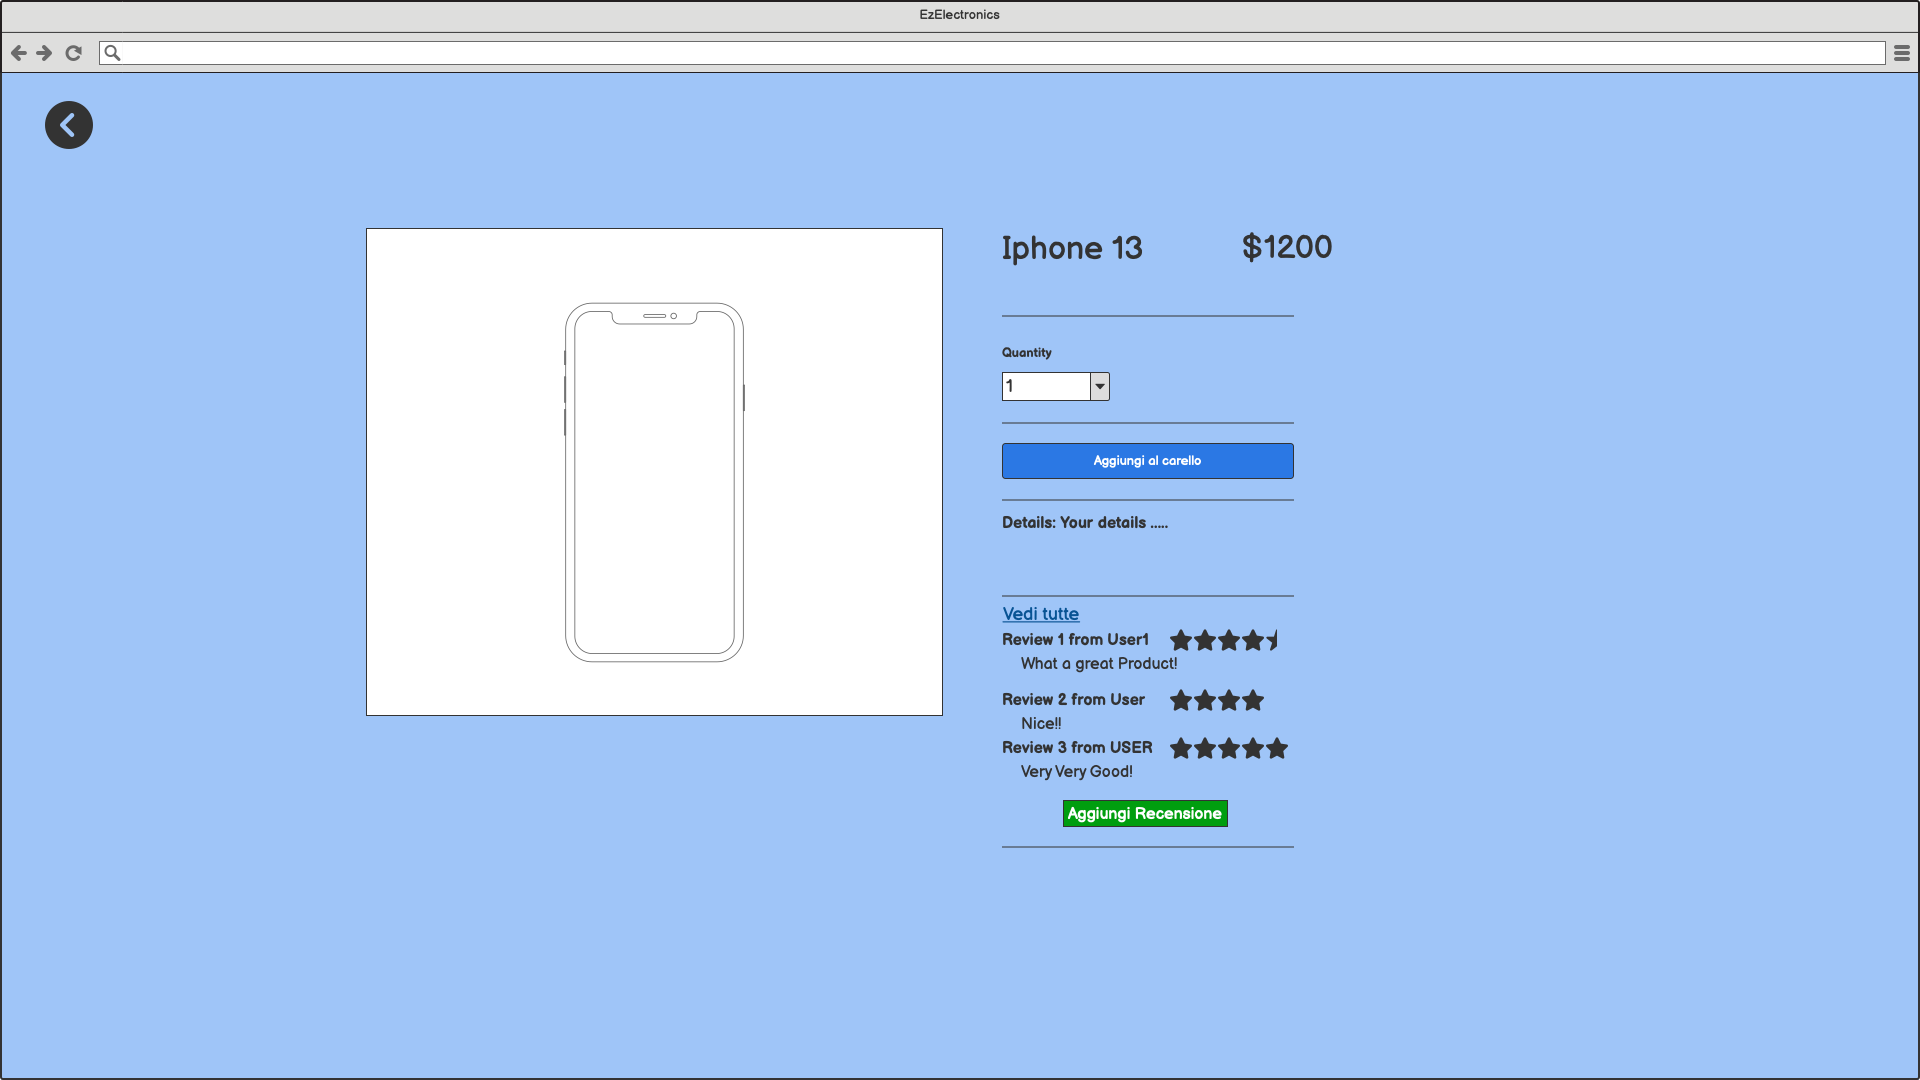 EzElectronics
Iphone 13 $1200
Quantity
1
Aggiungi al carello
Details: Your details .....
Vedi tutte
Review 1 from User1
What a great Product!
Review 2 from User
Nice!!
Review 3 from USER
Very Very Good!
Aggiungi Recensione